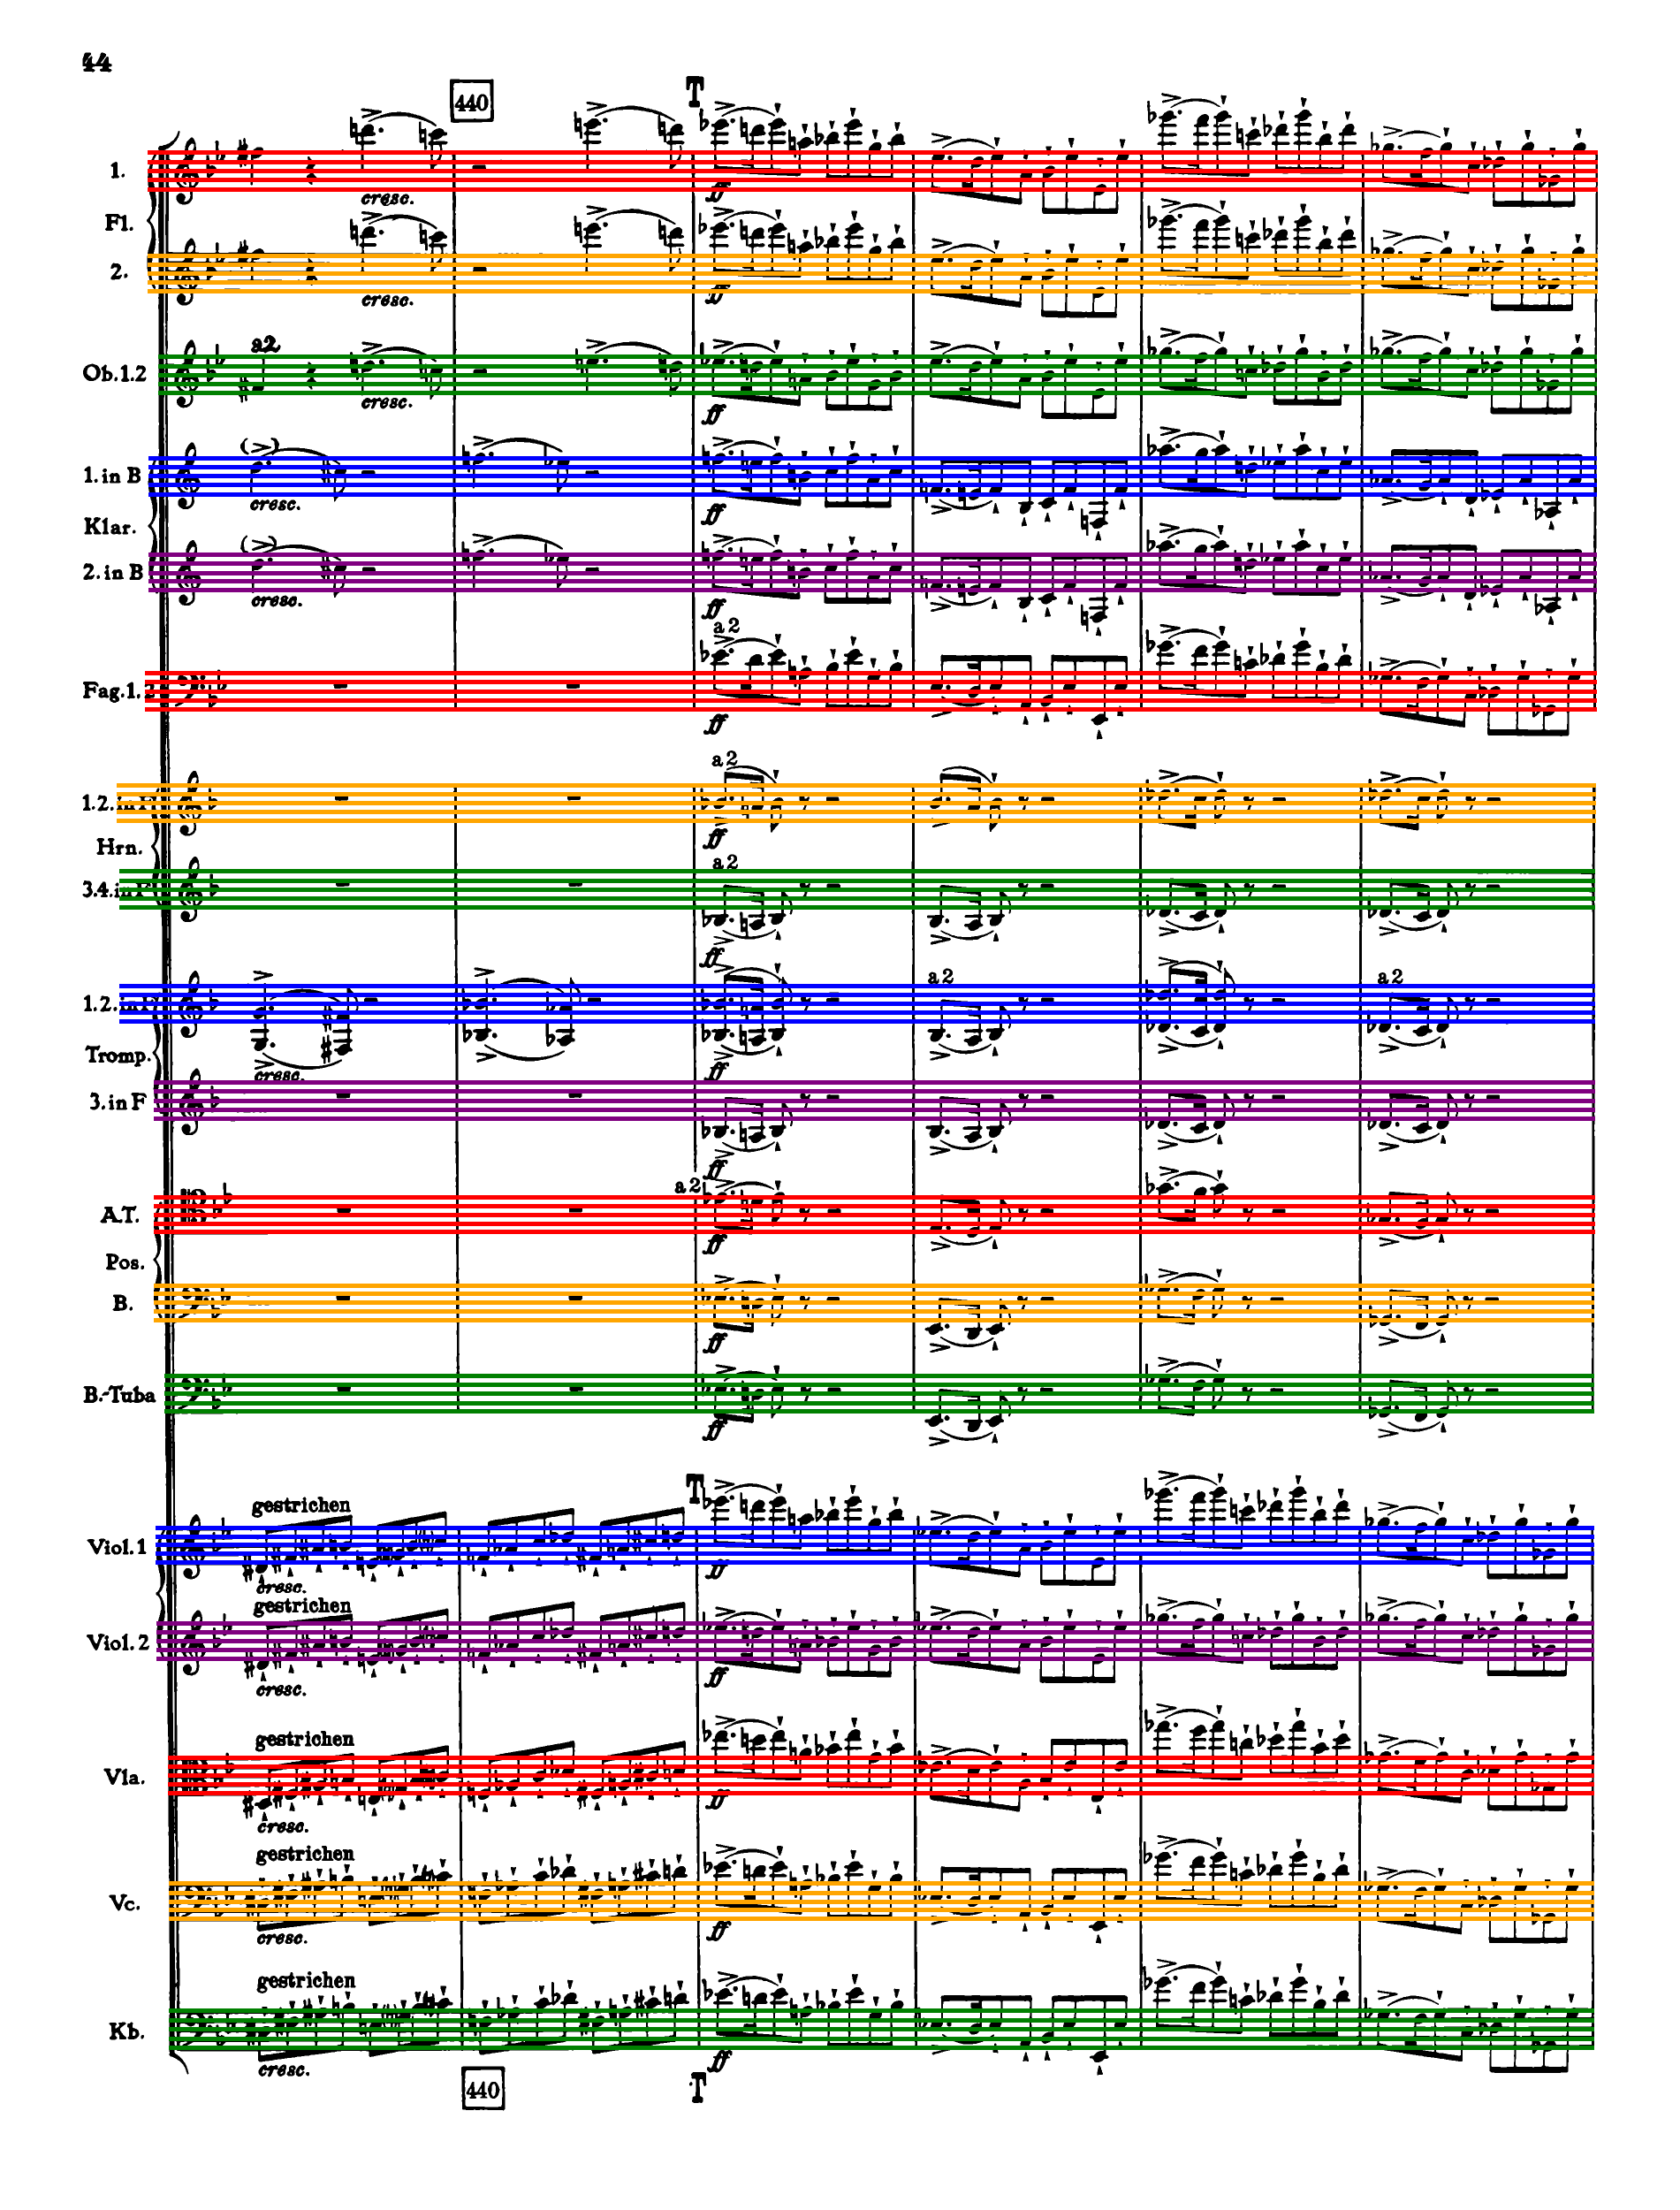 44
440 T
1.
cresc. ff
Fl.
2.
cresc. ff
a2
Ob.1.2
cresc. ff
(>)
1. in B
cresc. ff
Klar.
(>)
2. in B
cresc. ff
a2
Fag.1. 2
ff
a2
1.2. in F
ff
Hrn.
a2
3.4. in F
ff
a2 a2
1.2. in F
cresc. ff
Tromp.
3. in F
ff
a2
A.T.
ff
Pos.
B.
ff
B.-Tuba
ff
T
gestrichen
Viol. 1
cresc. ff
gestrichen
Viol. 2
cresc. ff
gestrichen
Vla.
cresc. ff
gestrichen
Vc.
cresc. ff
gestrichen
Kb.
cresc. ff
440 T